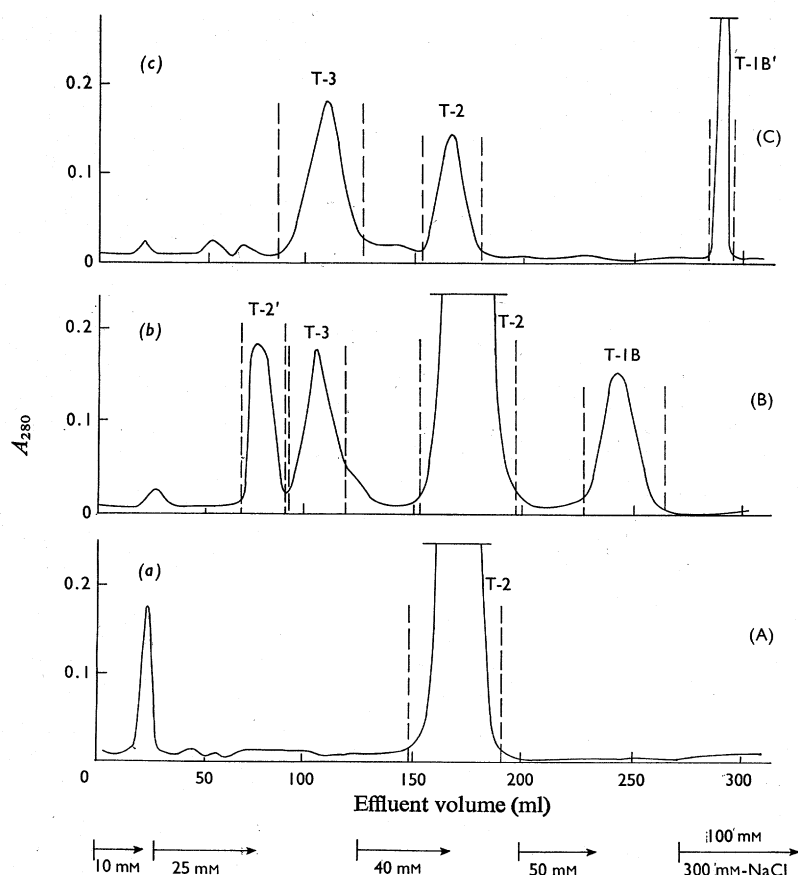 (c)
T-3
T-2
T-1B′
0.2
(C)
0.1
0
(b)
T-2′
T-3
T-2
T-1B
0.2
(B)
0.1
0
A280
(a)
T-2
0.2
(A)
0.1
0 50 100 150 200 250 300
Effluent volume (ml)
10 mM 25 mM 40 mM 50 mM 100 mM
300 mM-NaCl